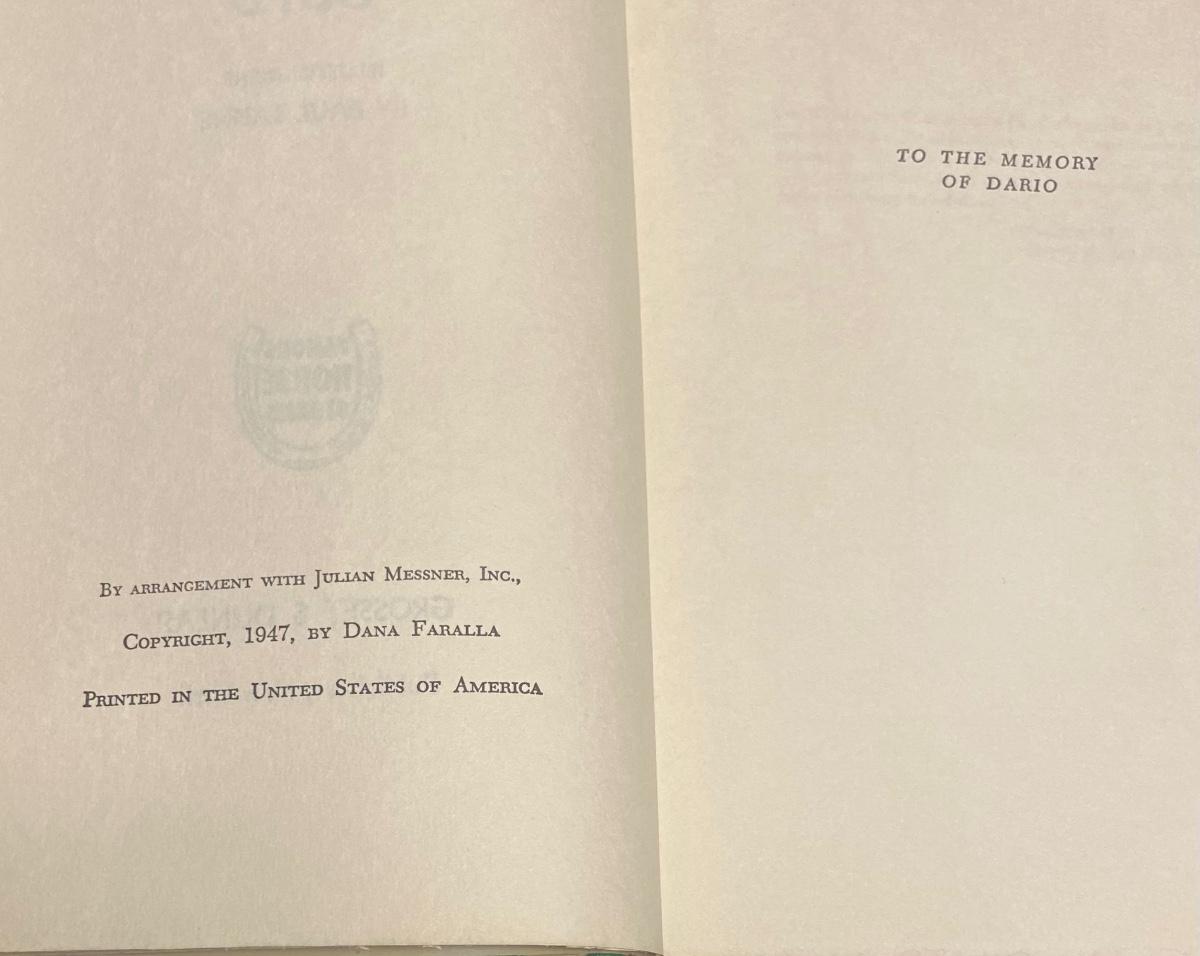 By arrangement with Julian Messner, Inc.,
Copyright, 1947, by Dana Faralla
Printed in the United States of America
TO THE MEMORY
OF DARIO